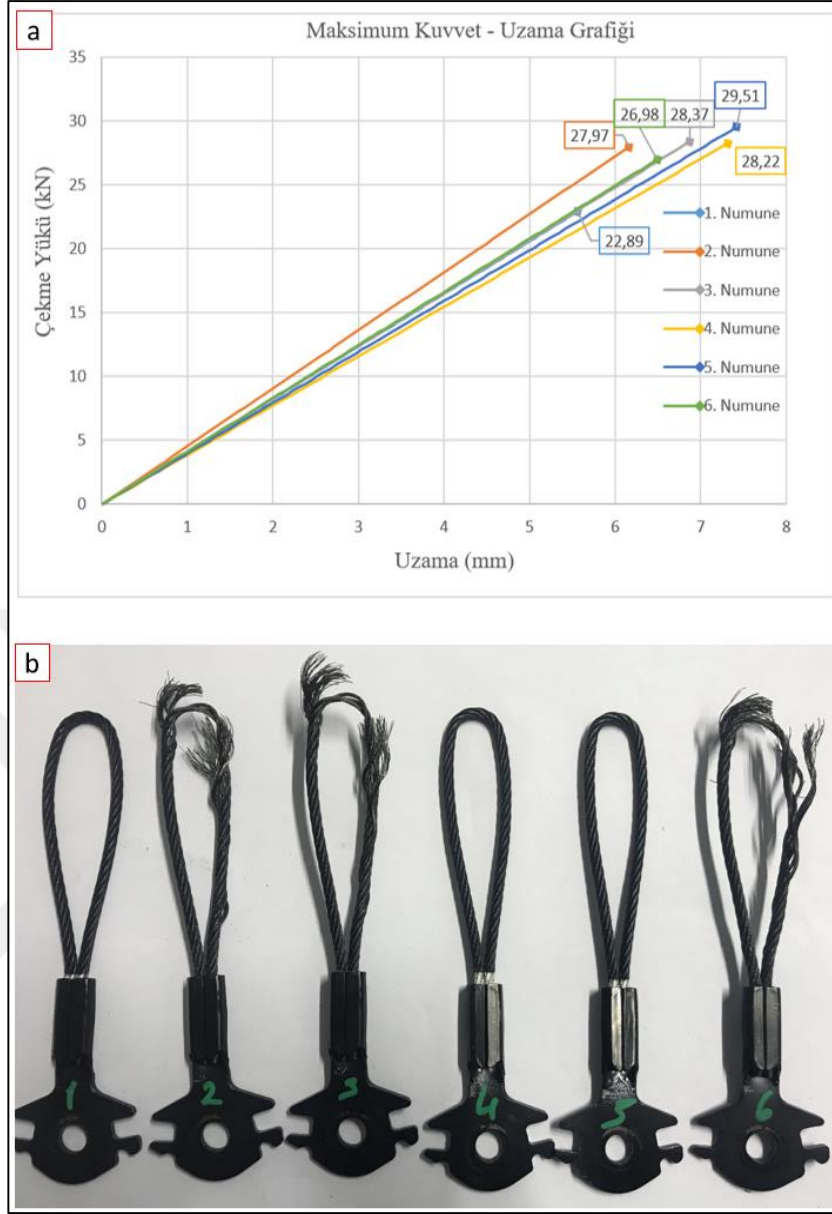 a
Maksimum Kuvvet - Uzama Grafiği
35
30
25
20
15
10
5
0
0 1 2 3 4 5 6 7 8
Çekme Yükü (kN)
Uzama (mm)
27,97
26,98
28,37
29,51
28,22
22,89
1. Numune
2. Numune
3. Numune
4. Numune
5. Numune
6. Numune
b
1 2 3 4 5 6